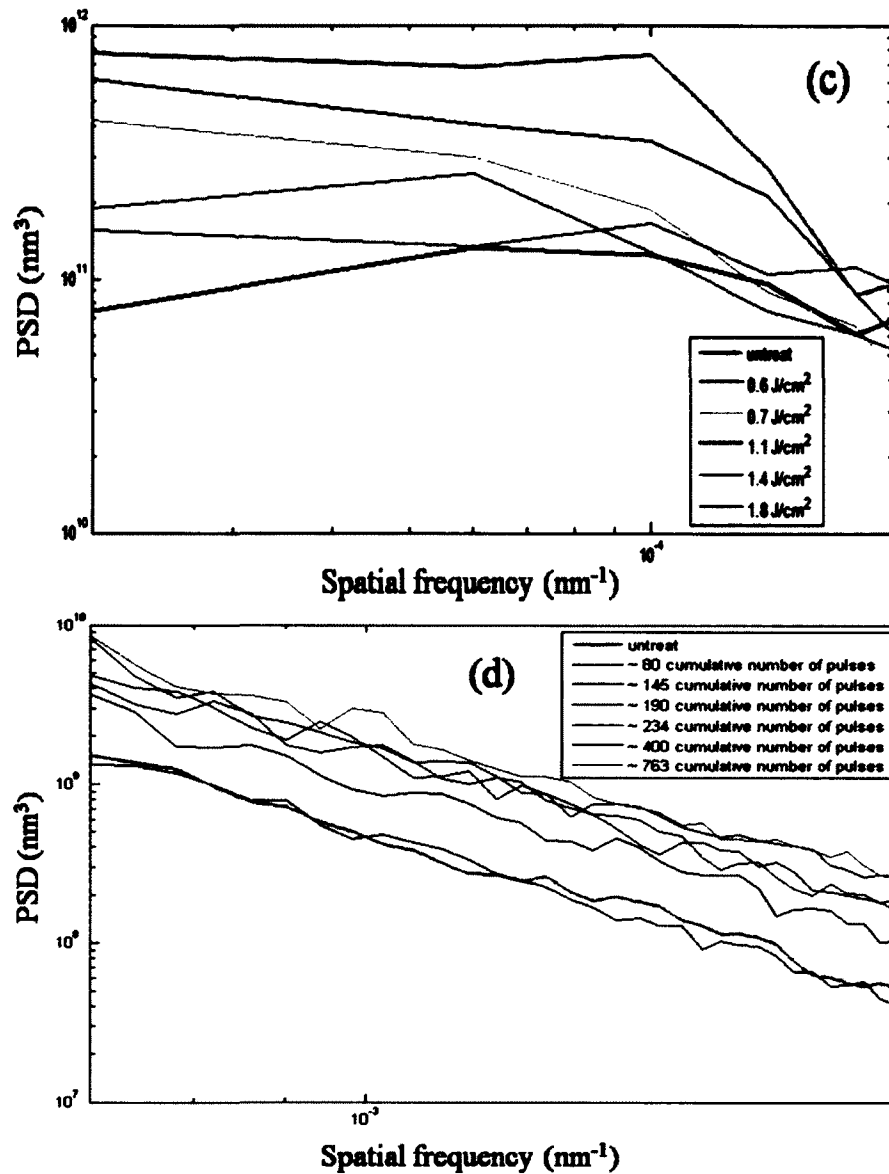 10^12
(c)
10^11
PSD (nm^3)
untreat
0.6 J/cm^2
0.7 J/cm^2
1.1 J/cm^2
1.4 J/cm^2
1.8 J/cm^2
10^10
10^-4
Spatial frequency (nm^-1)
10^10
(d)
untreat
~ 80 cumulative number of pulses
~ 145 cumulative number of pulses
~ 190 cumulative number of pulses
~ 234 cumulative number of pulses
~ 400 cumulative number of pulses
~ 763 cumulative number of pulses
10^9
PSD (nm^3)
10^8
10^7
10^-3
Spatial frequency (nm^-1)